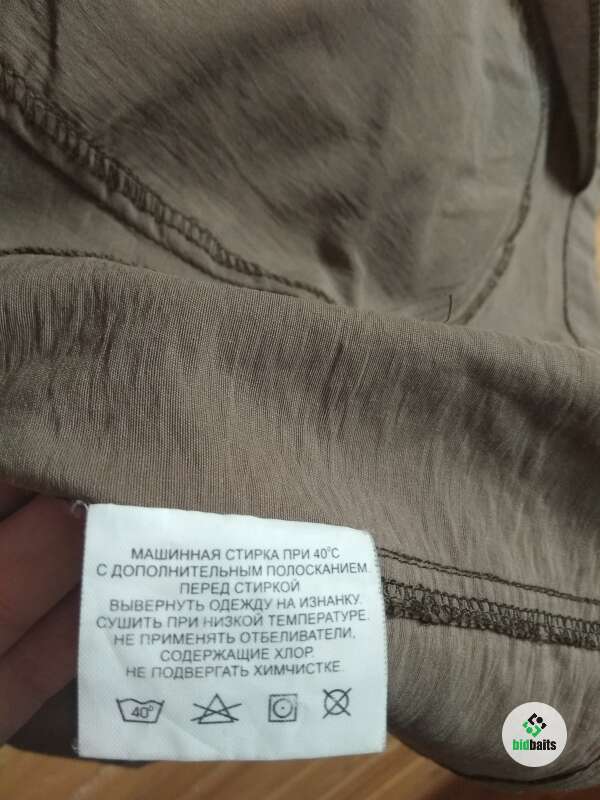 МАШИННАЯ СТИРКА ПРИ 40°С
С ДОПОЛНИТЕЛЬНЫМ ПОЛОСКАНИЕМ.
ПЕРЕД СТИРКОЙ
ВЫВЕРНУТЬ ОДЕЖДУ НА ИЗНАНКУ.
СУШИТЬ ПРИ НИЗКОЙ ТЕМПЕРАТУРЕ.
НЕ ПРИМЕНЯТЬ ОТБЕЛИВАТЕЛИ,
СОДЕРЖАЩИЕ ХЛОР.
НЕ ПОДВЕРГАТЬ ХИМЧИСТКЕ.
40°
bidbaits